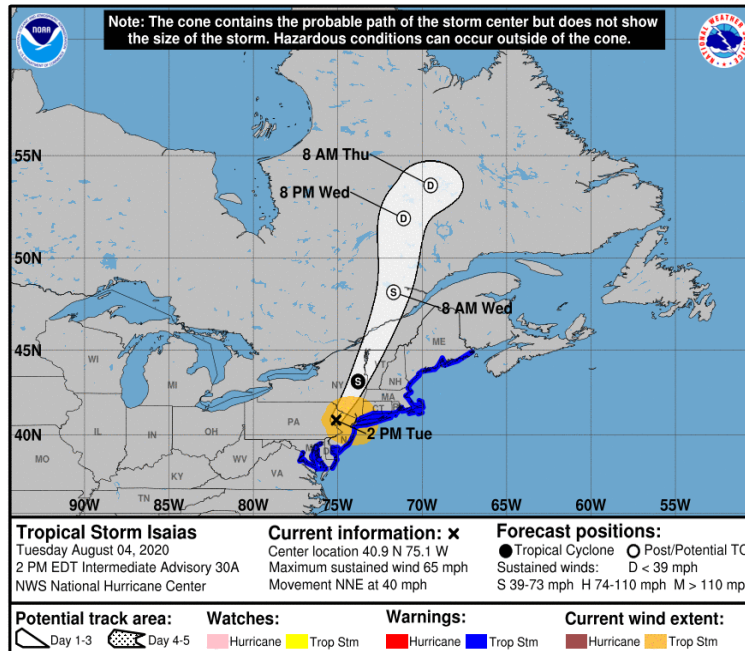 Note: The cone contains the probable path of the storm center but does not show
the size of the storm. Hazardous conditions can occur outside of the cone.
NOAA
NATIONAL WEATHER SERVICE
8 AM Thu
55N
8 PM Wed
D
D
50N
S
8 AM Wed
45N
ME
WI
S
VT
MI
NY
NH
MA
CT
PA
2 PM Tue
40N
IL
IN
OH
MO
WV
VA
KY
TN
90W
85W
80W
75W
70W
65W
60W
55W
Tropical Storm Isaias
Tuesday August 04, 2020
2 PM EDT Intermediate Advisory 30A
NWS National Hurricane Center
Current information: ×
Center location 40.9 N 75.1 W
Maximum sustained wind 65 mph
Movement NNE at 40 mph
Forecast positions:
Tropical Cyclone Post/Potential TC
Sustained winds: D < 39 mph
S 39-73 mph H 74-110 mph M > 110 mp
Potential track area:
Day 1-3 Day 4-5
Watches:
Hurricane Trop Stm
Warnings:
Hurricane Trop Stm
Current wind extent:
Hurricane Trop Stm